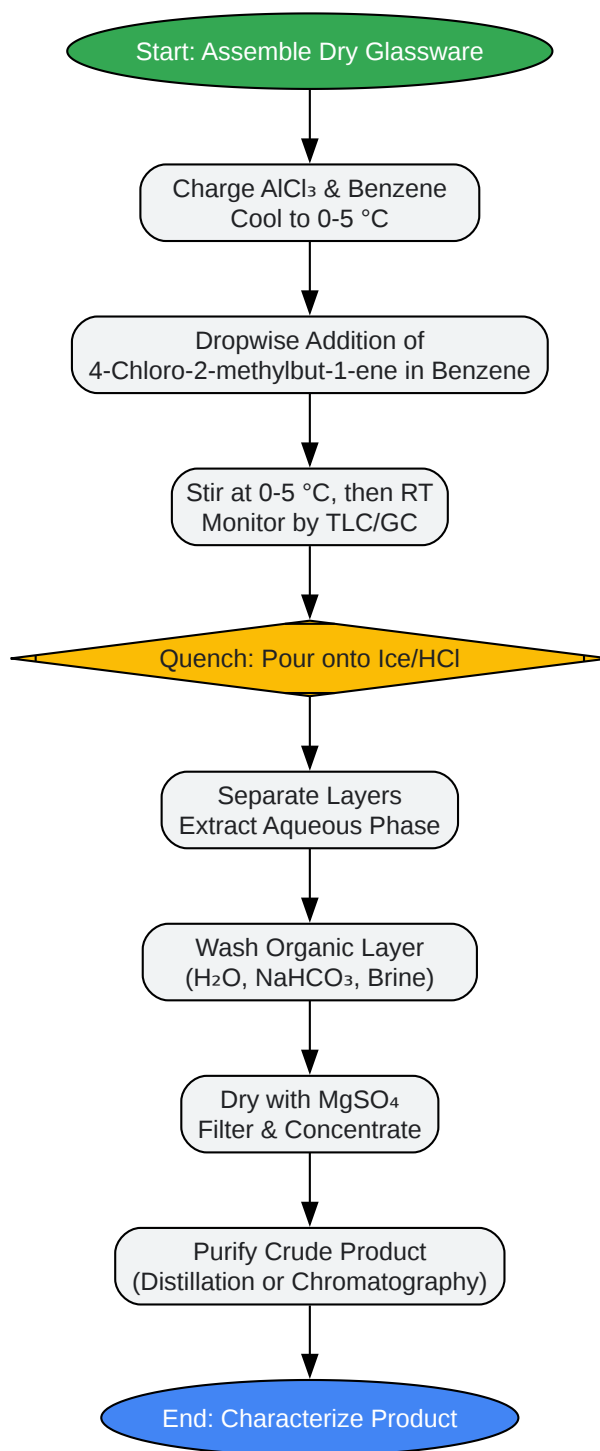 Start: Assemble Dry Glassware
Charge AlCl₃ & Benzene
Cool to 0-5 °C
Dropwise Addition of
4-Chloro-2-methylbut-1-ene in Benzene
Stir at 0-5 °C, then RT
Monitor by TLC/GC
Quench: Pour onto Ice/HCl
Separate Layers
Extract Aqueous Phase
Wash Organic Layer
(H₂O, NaHCO₃, Brine)
Dry with MgSO₄
Filter & Concentrate
Purify Crude Product
(Distillation or Chromatography)
End: Characterize Product